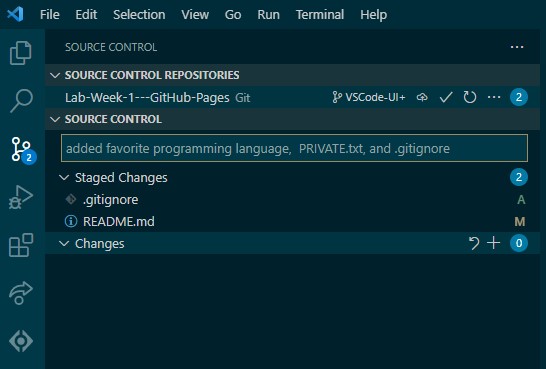 File Edit Selection View Go Run Terminal Help
SOURCE CONTROL ...
SOURCE CONTROL REPOSITORIES
Lab-Week-1---GitHub-Pages Git VSCode-UI+ ... 2
SOURCE CONTROL
added favorite programming language,  PRIVATE.txt, and .gitignore
2
Staged Changes 2
.gitignore A
README.md M
Changes 0